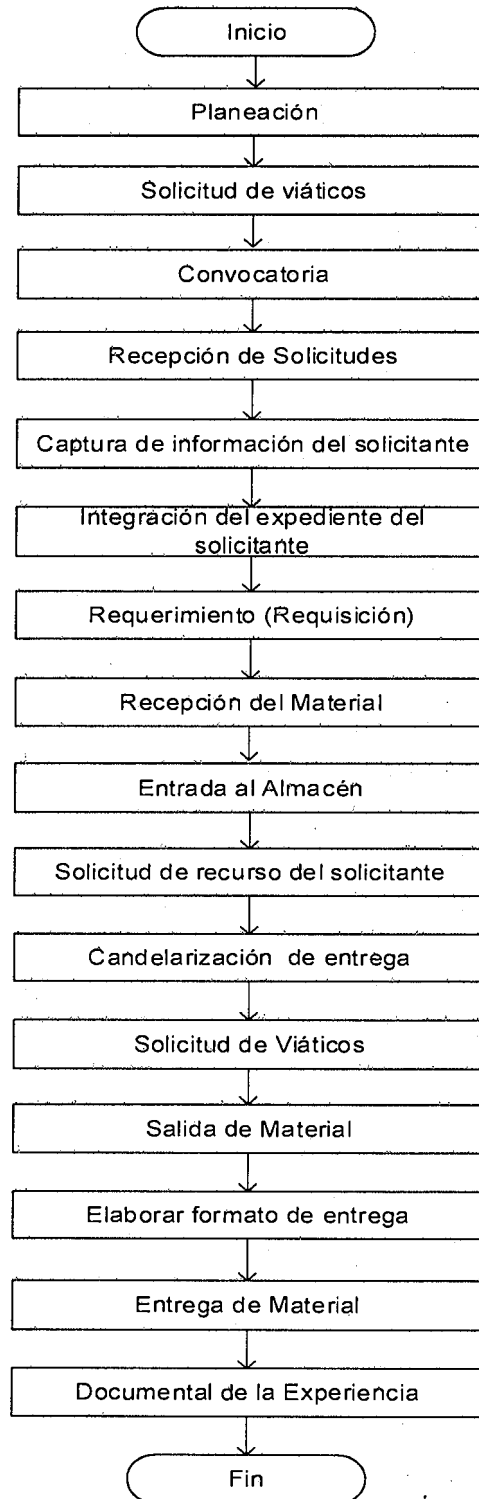 Inicio
Planeación
Solicitud de viáticos
Convocatoria
Recepción de Solicitudes
Captura de información del solicitante
Integración del expediente del
solicitante
Requerimiento (Requisición)
Recepción del Material
Entrada al Almacén
Solicitud de recurso del solicitante
Candelarización de entrega
Solicitud de Viáticos
Salida de Material
Elaborar formato de entrega
Entrega de Material
Documental de la Experiencia
Fin